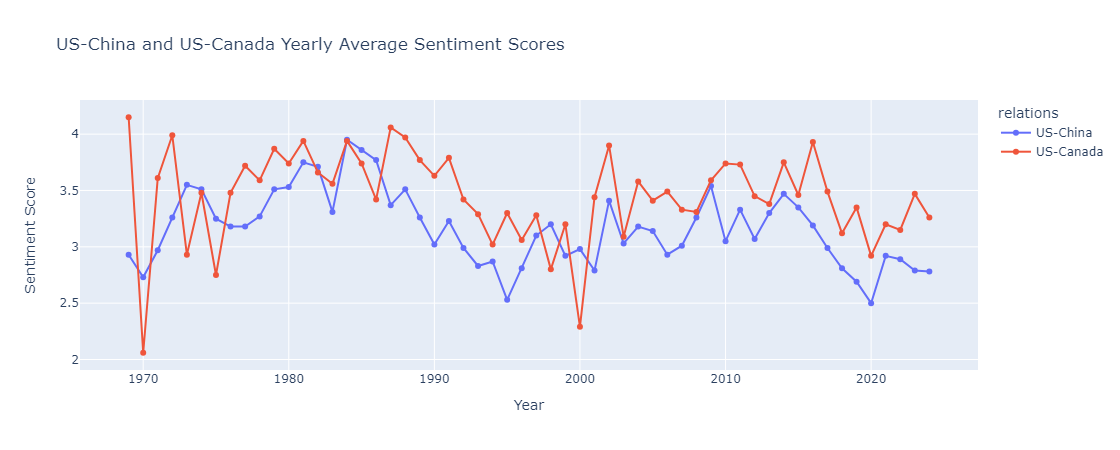 US-China and US-Canada Yearly Average Sentiment Scores
relations
US-China
US-Canada
Sentiment Score
4
3.5
3
2.5
2
1970 1980 1990 2000 2010 2020
Year